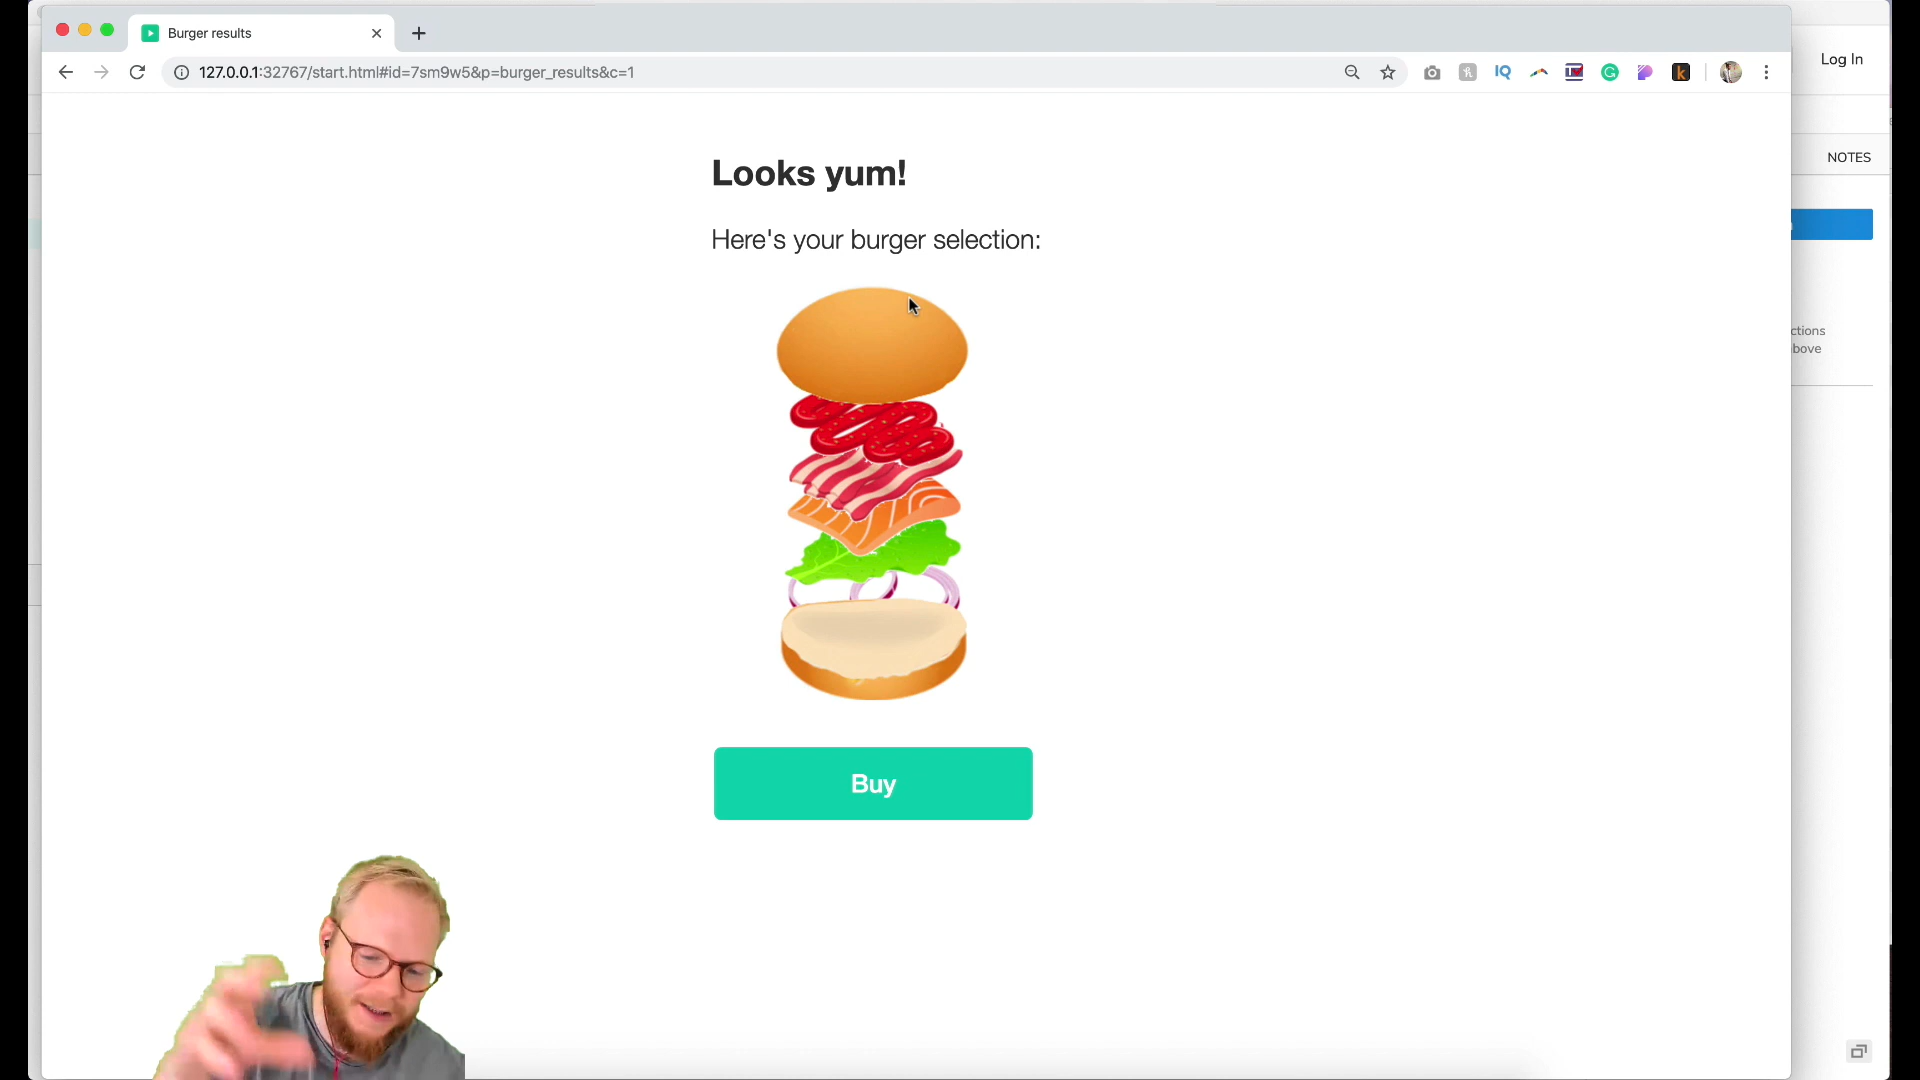 Burger results
127.0.0.1:32767/start.html#id=7sm9w5&p=burger_results&c=1
IQ
k
Log In
NOTES
Looks yum!
Here's your burger selection:
ctions
bove
Buy